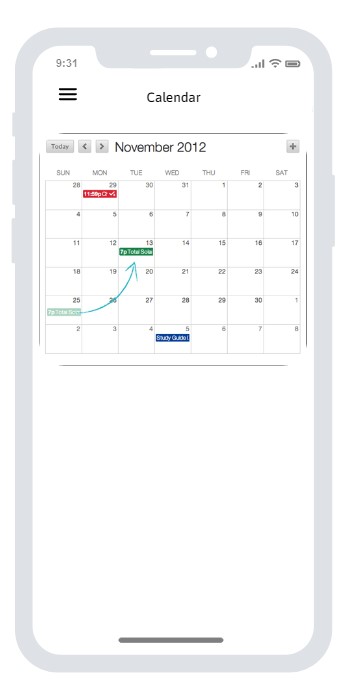 9:31
Calendar
Today < > November 2012 +
SUN MON TUE WED THU FRI SAT
28 29 30 31 1 2 3
11:59p
4 5 6 7 8 9 10
11 12 13 14 15 16 17
7p Total Sola
18 19 20 21 22 23 24
25 26 27 28 29 30 1
7p Total Sola
2 3 4 5 6 7 8
Study Guide